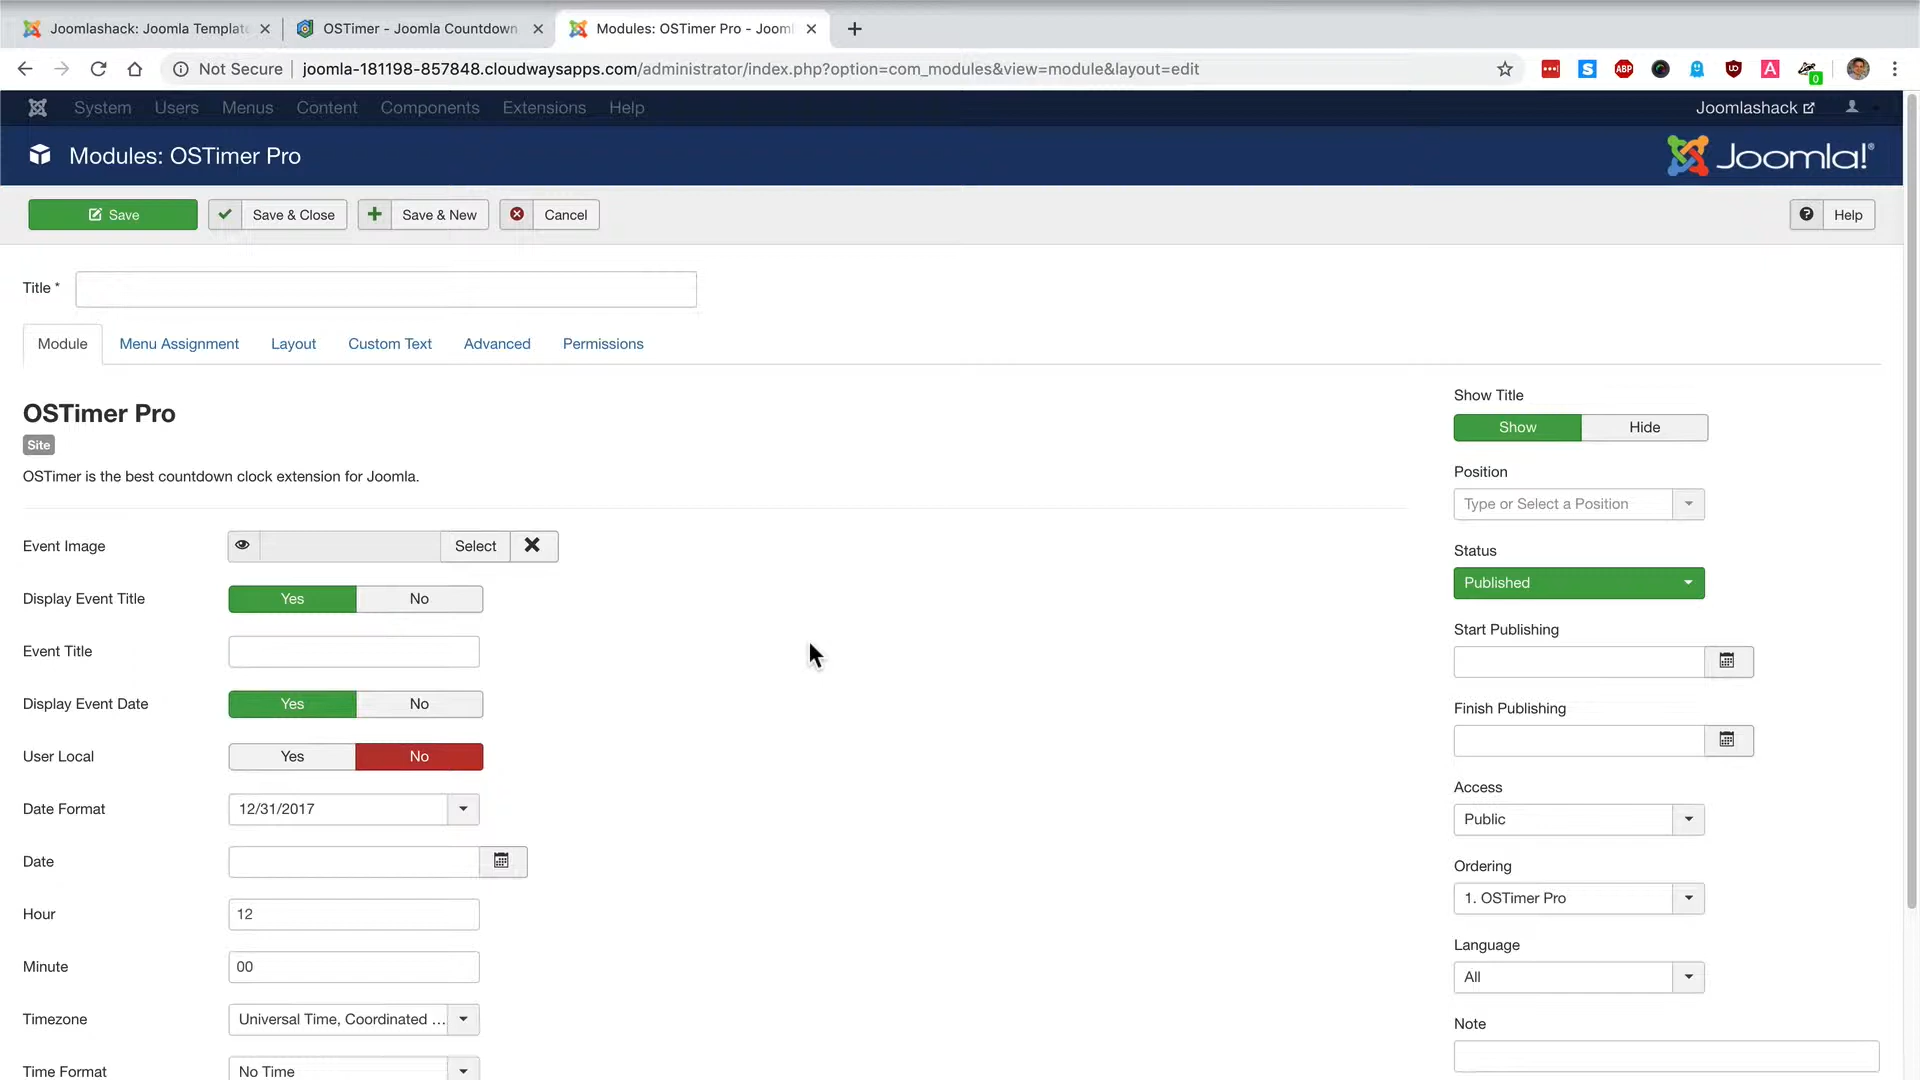 Joomlashack: Joomla Templat
OSTimer - Joomla Countdown
Modules: OSTimer Pro - Jooml
Not Secure
joomla-181198-857848.cloudwaysapps.com/administrator/index.php?option=com_modules&view=module&layout=edit
S
ABP
A
0
System
Users
Menus
Content
Components
Extensions
Help
Joomlashack
Modules: OSTimer Pro
Joomla!®
Save
Save & Close
Save & New
Cancel
Help
Title *
Module
Menu Assignment
Layout
Custom Text
Advanced
Permissions
OSTimer Pro
Site
OSTimer is the best countdown clock extension for Joomla.
Event Image
Select
Display Event Title
Yes
No
Event Title
Display Event Date
Yes
No
User Local
Yes
No
Date Format
12/31/2017
Date
Hour
12
Minute
00
Timezone
Universal Time, Coordinated ...
Time Format
No Time
Show Title
Show
Hide
Position
Type or Select a Position
Status
Published
Start Publishing
Finish Publishing
Access
Public
Ordering
1. OSTimer Pro
Language
All
Note